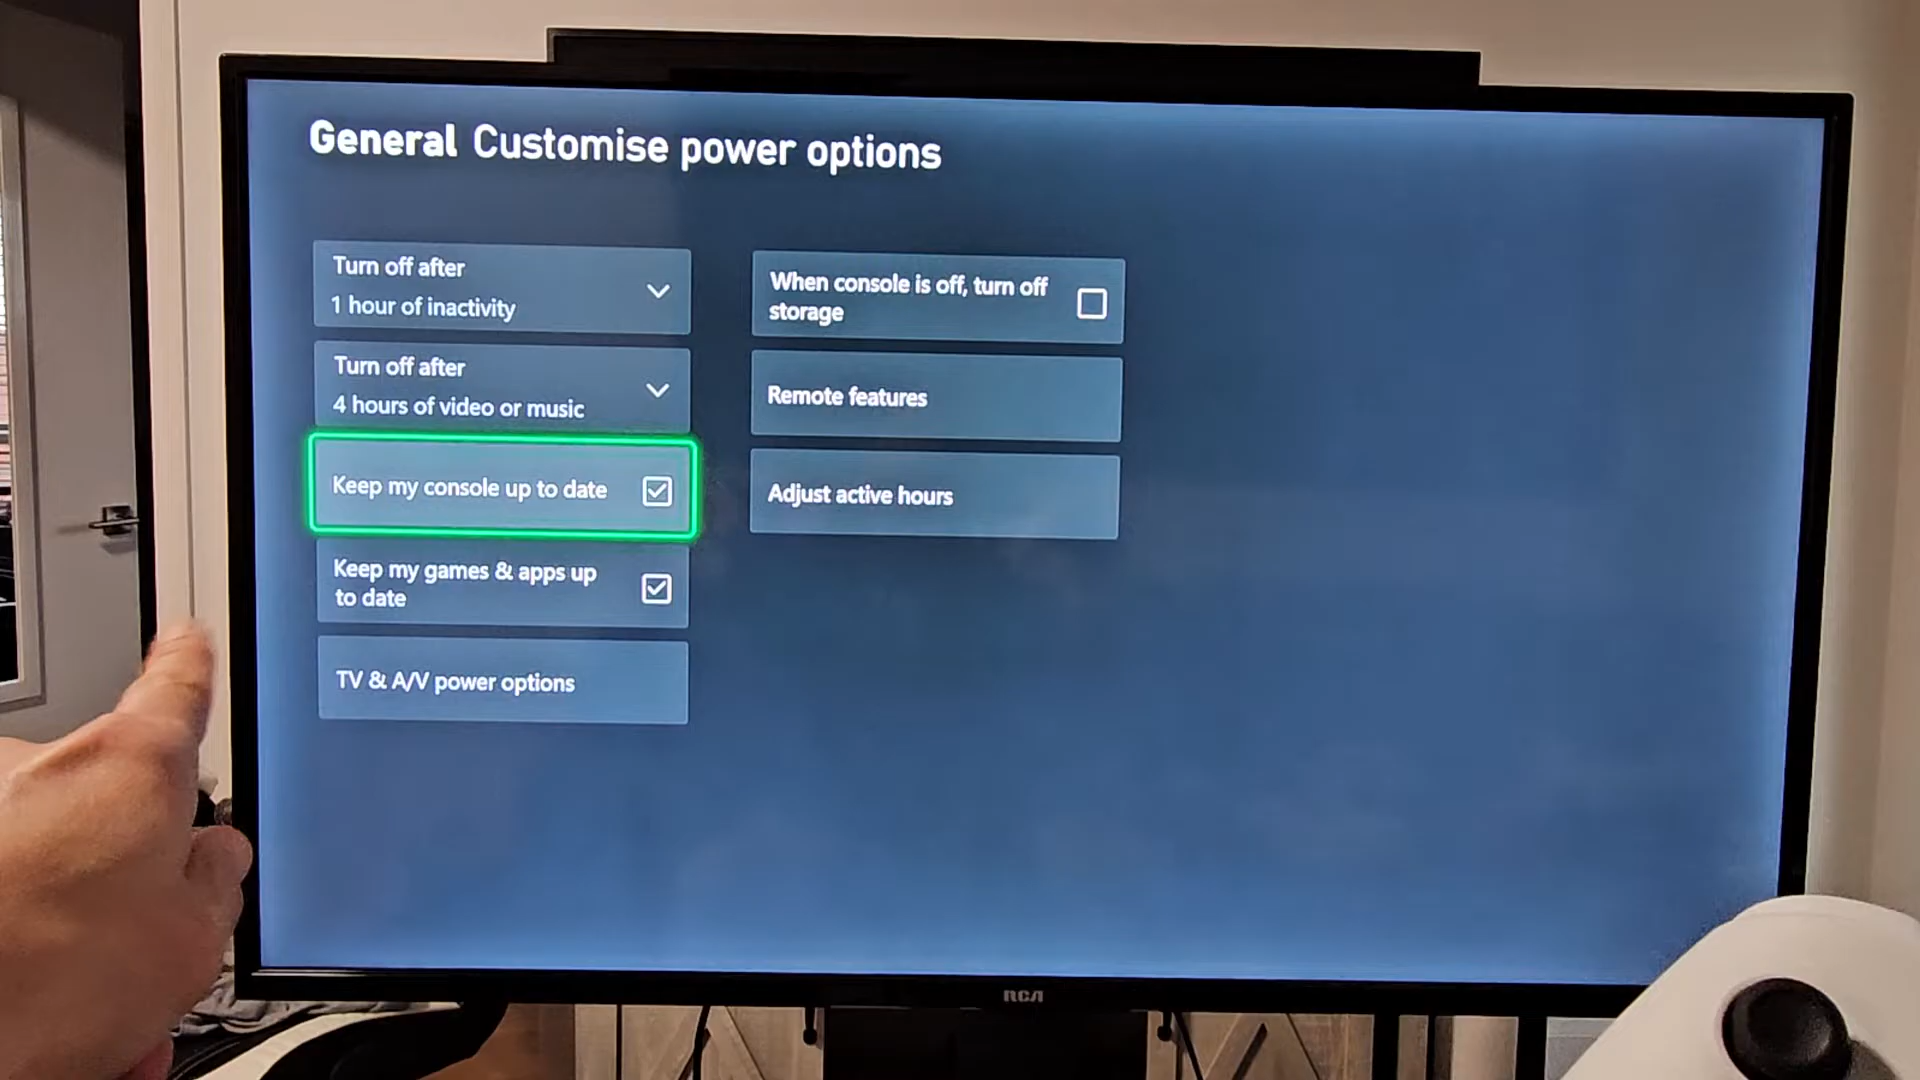 General Customise power options
Turn off after
1 hour of inactivity
Turn off after
4 hours of video or music
Keep my console up to date
Keep my games & apps up
to date
TV & A/V power options
When console is off, turn off
storage
Remote features
Adjust active hours
RCA